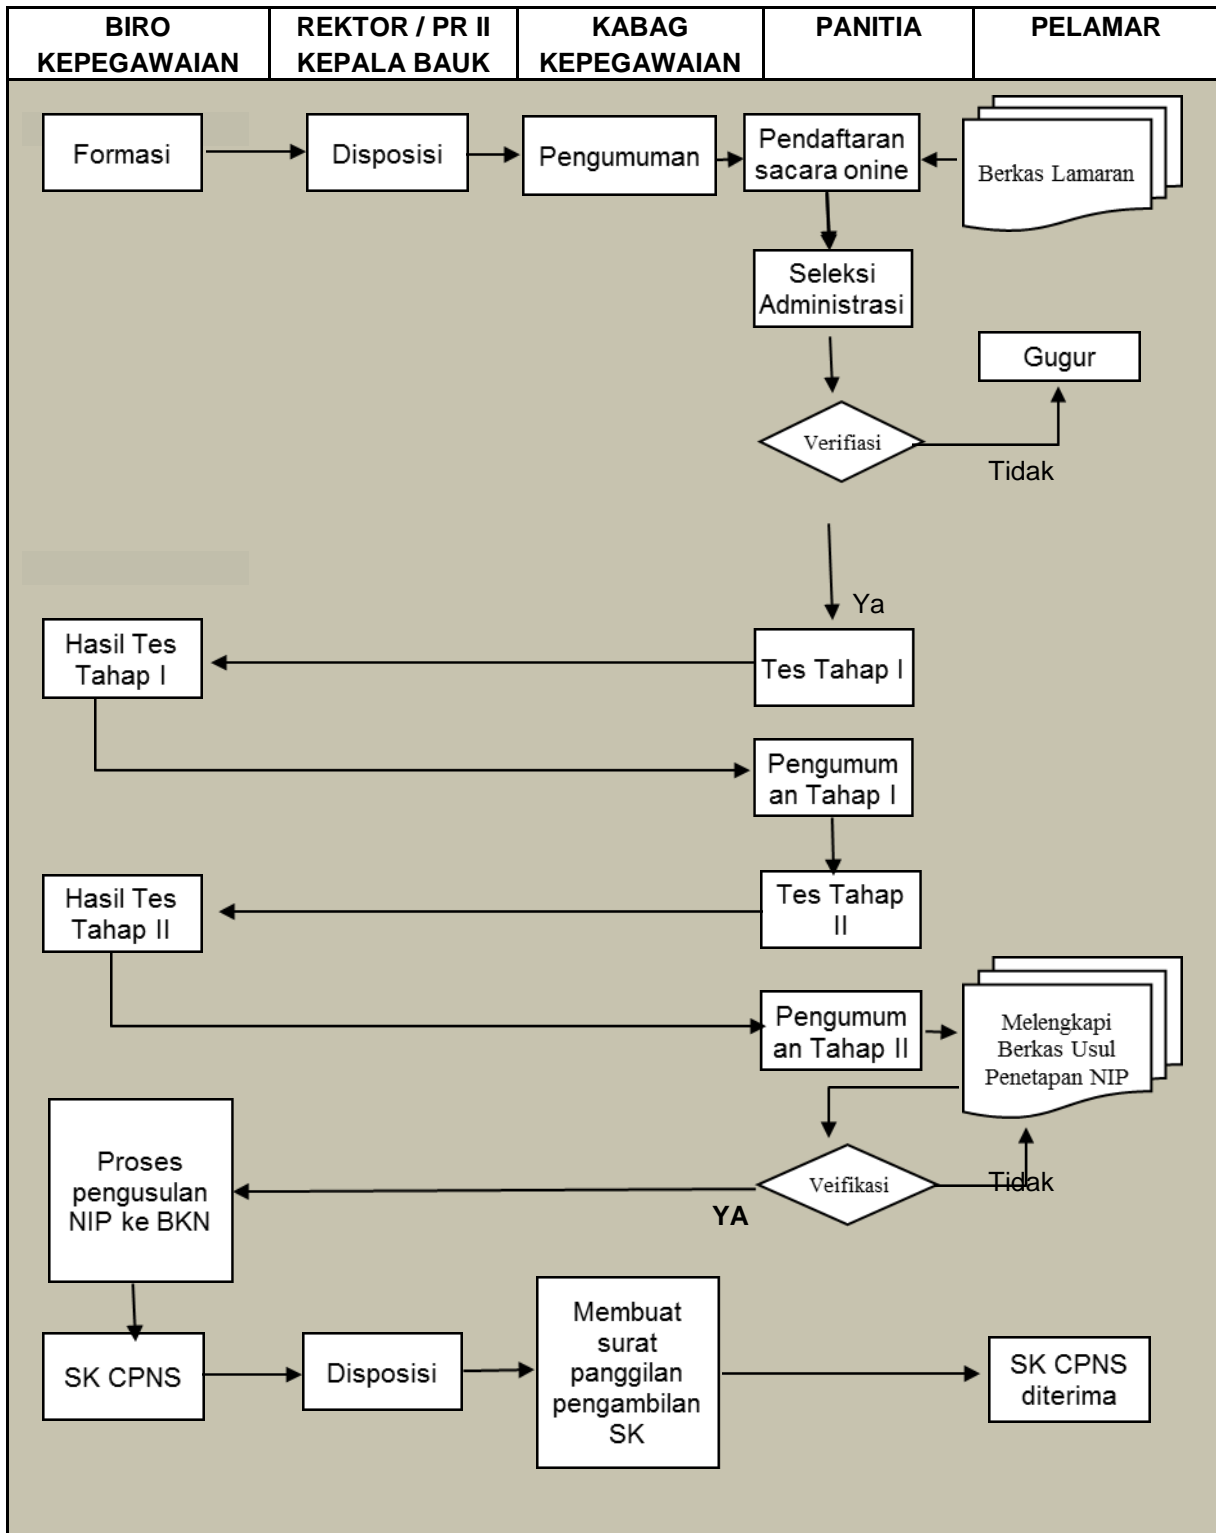 BIRO
KEPEGAWAIAN
REKTOR / PR II
KEPALA BAUK
KABAG
KEPEGAWAIAN
PANITIA
PELAMAR
Formasi
Disposisi
Pengumuman
Pendaftaran
sacara onine
Berkas Lamaran
Seleksi
Administrasi
Gugur
Verifiasi
Tidak
Ya
Hasil Tes
Tahap I
Tes Tahap I
Pengumum
an Tahap I
Hasil Tes
Tahap II
Tes Tahap
II
Pengumum
an Tahap II
Melengkapi
Berkas Usul
Penetapan NIP
Proses
pengusulan
NIP ke BKN
YA
Veifikasi
Tidak
SK CPNS
Disposisi
Membuat
surat
panggilan
pengambilan
SK
SK CPNS
diterima